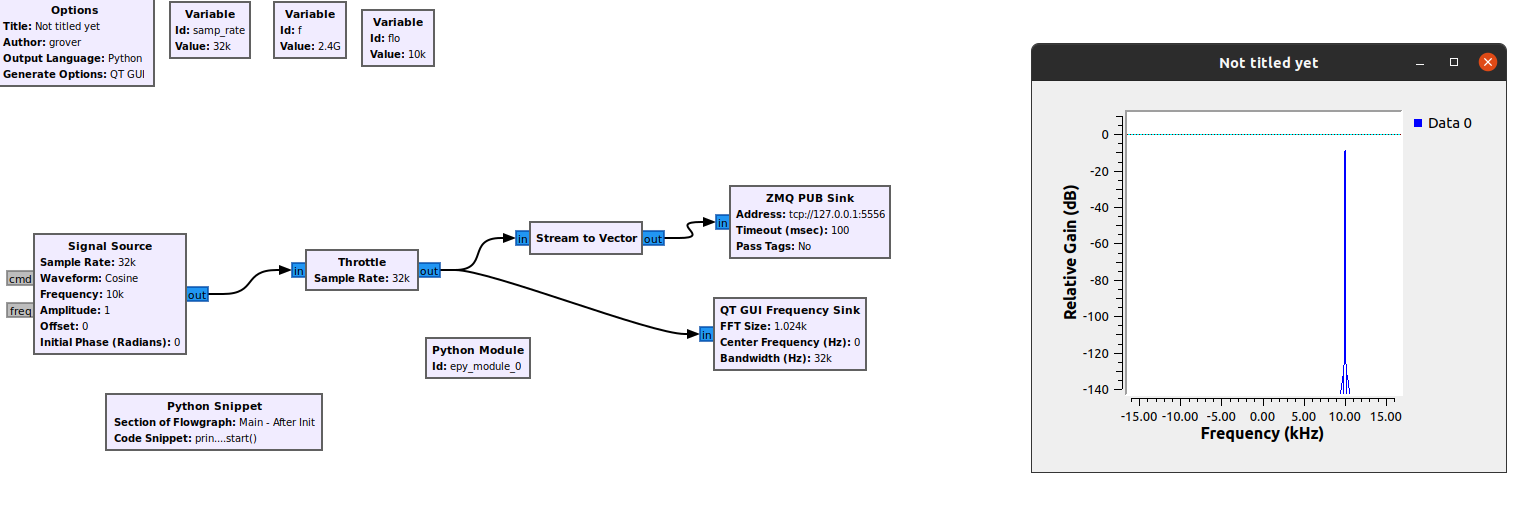 Options
Title: Not titled yet
Author: grover
Output Language: Python
Generate Options: QT GUI
Variable
Id: samp_rate
Value: 32k
Variable
Id: f
Value: 2.4G
Variable
Id: flo
Value: 10k
Signal Source
Sample Rate: 32k
Waveform: Cosine
Frequency: 10k
Amplitude: 1
Offset: 0
Initial Phase (Radians): 0
cmd
freq
out
in
Throttle
Sample Rate: 32k
out
in
Stream to Vector
out
in
ZMQ PUB Sink
Address: tcp://127.0.0.1:5556
Timeout (msec): 100
Pass Tags: No
in
QT GUI Frequency Sink
FFT Size: 1.024k
Center Frequency (Hz): 0
Bandwidth (Hz): 32k
Python Module
Id: epy_module_0
Python Snippet
Section of Flowgraph: Main - After Init
Code Snippet: prin....start()
Not titled yet
Data 0
Relative Gain (dB)
0
-20
-40
-60
-80
-100
-120
-140
-15.00 -10.00 -5.00 0.00 5.00 10.00 15.00
Frequency (kHz)